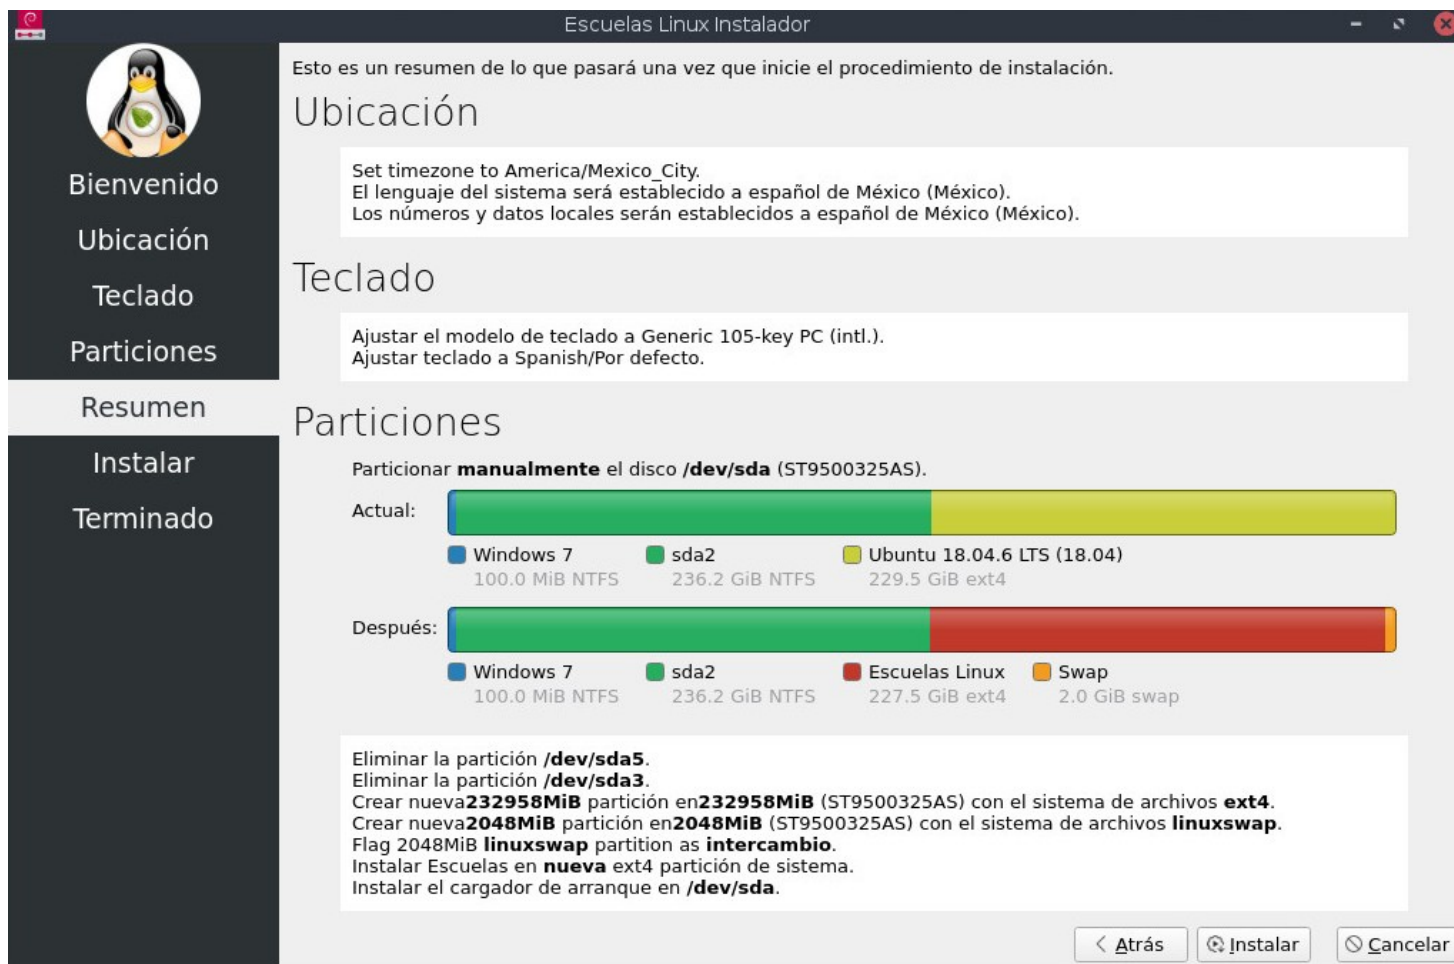 Escuelas Linux Instalador
Bienvenido
Ubicación
Teclado
Particiones
Resumen
Instalar
Terminado
Esto es un resumen de lo que pasará una vez que inicie el procedimiento de instalación.
Ubicación
Set timezone to America/Mexico_City.
El lenguaje del sistema será establecido a español de México (México).
Los números y datos locales serán establecidos a español de México (México).
Teclado
Ajustar el modelo de teclado a Generic 105-key PC (intl.).
Ajustar teclado a Spanish/Por defecto.
Particiones
Particionar manualmente el disco /dev/sda (ST9500325AS).
Actual:
Windows 7 sda2 Ubuntu 18.04.6 LTS (18.04)
100.0 MiB NTFS 236.2 GiB NTFS 229.5 GiB ext4
Después:
Windows 7 sda2 Escuelas Linux Swap
100.0 MiB NTFS 236.2 GiB NTFS 227.5 GiB ext4 2.0 GiB swap
Eliminar la partición /dev/sda5.
Eliminar la partición /dev/sda3.
Crear nueva232958MiB partición en232958MiB (ST9500325AS) con el sistema de archivos ext4.
Crear nueva2048MiB partición en2048MiB (ST9500325AS) con el sistema de archivos linuxswap.
Flag 2048MiB linuxswap partition as intercambio.
Instalar Escuelas en nueva ext4 partición de sistema.
Instalar el cargador de arranque en /dev/sda.
Atrás Instalar Cancelar